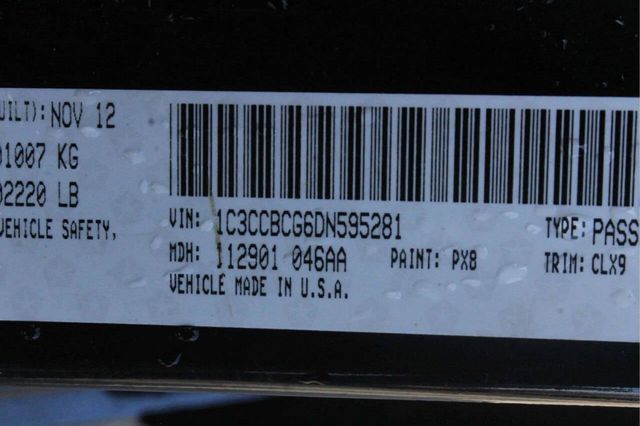 UILT): NOV 12
01007 KG
02220 LB
VEHICLE SAFETY,
VIN: 1C3CCBCG6DN595281 TYPE: PASS
MDH: 112901 046AA PAINT: PX8 TRIM: CLX9
VEHICLE MADE IN U.S.A.